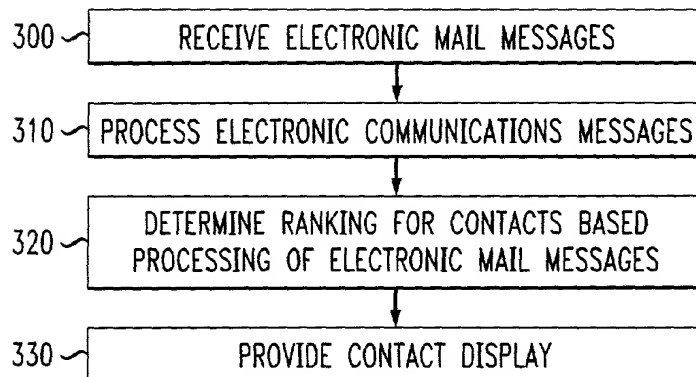 300 RECEIVE ELECTRONIC MAIL MESSAGES
310 PROCESS ELECTRONIC COMMUNICATIONS MESSAGES
320 DETERMINE RANKING FOR CONTACTS BASED
PROCESSING OF ELECTRONIC MAIL MESSAGES
330 PROVIDE CONTACT DISPLAY